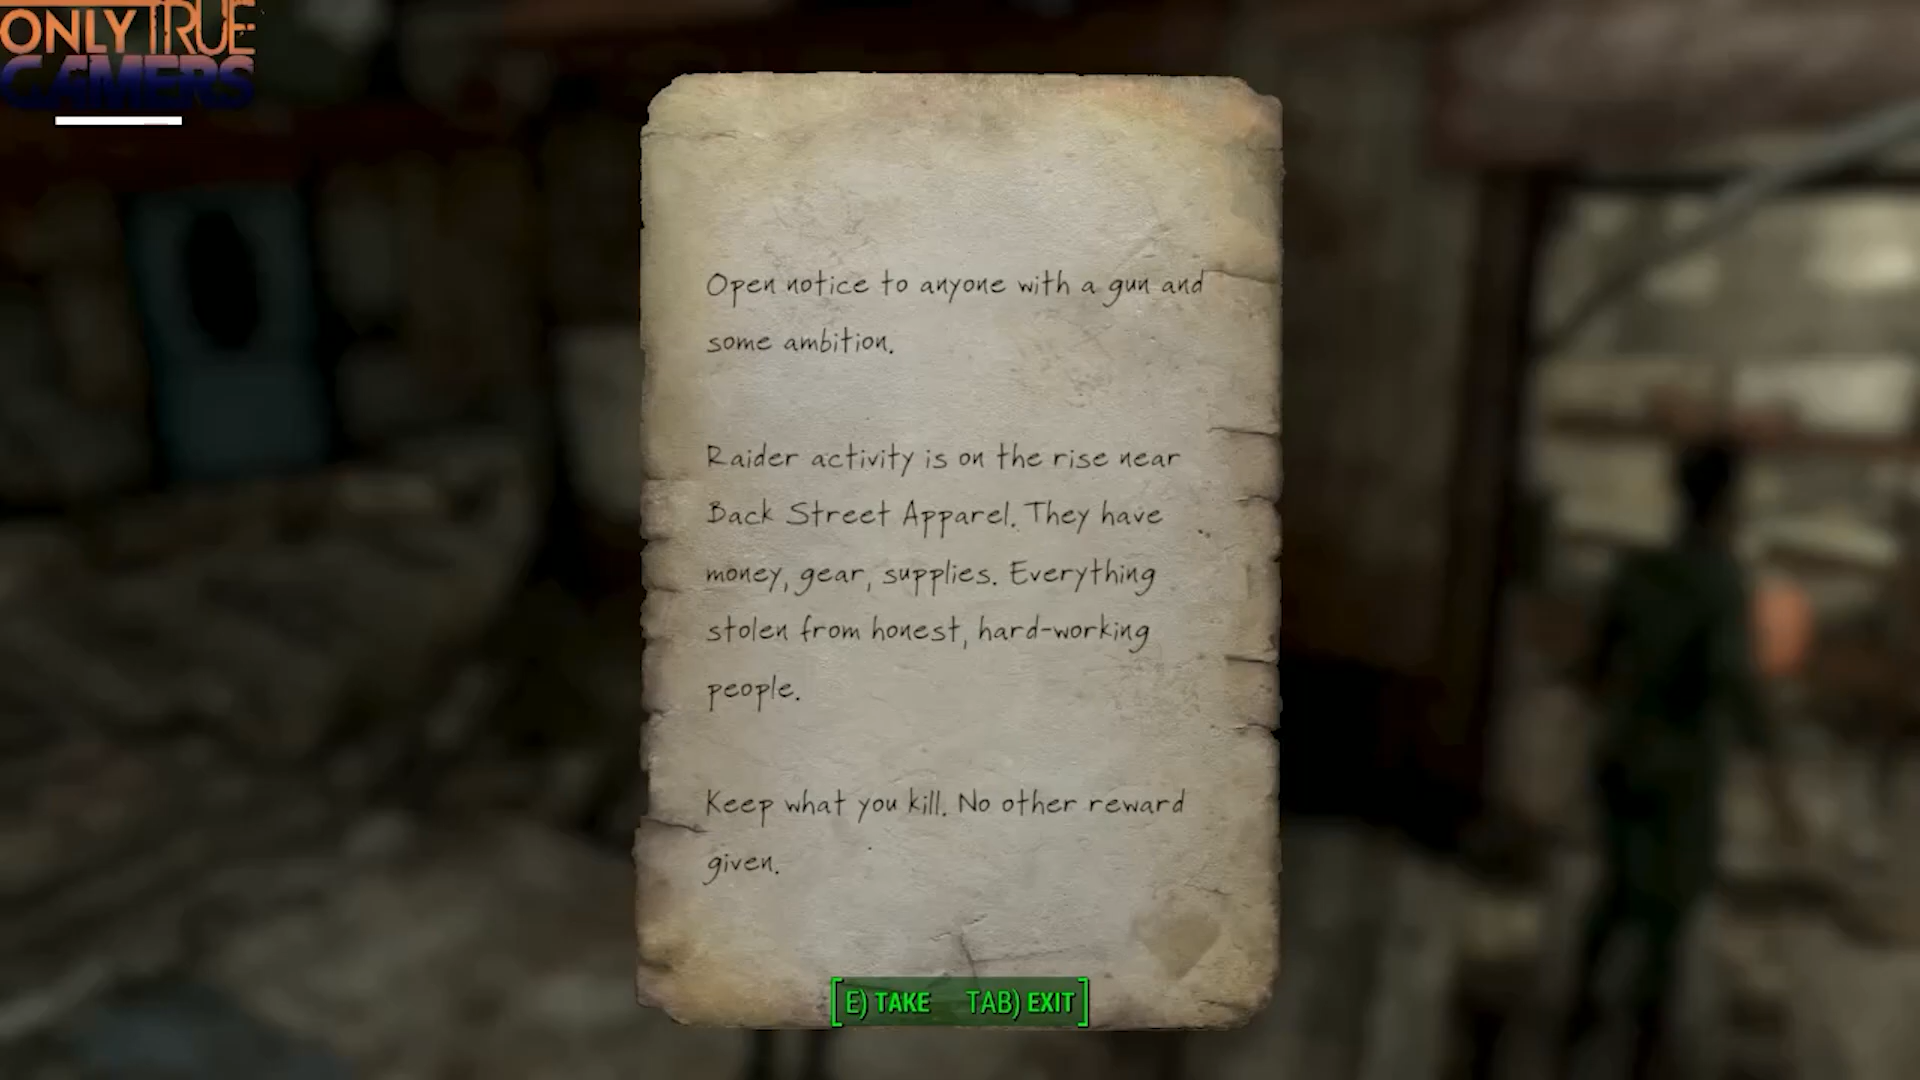 ONLY TRUE
GAMERS
Open notice to anyone with a gun and
some ambition.
Raider activity is on the rise near
Back Street Apparel. They have
money, gear, supplies. Everything
stolen from honest, hard-working
people.
Keep what you kill. No other reward
given.
E) TAKE TAB) EXIT